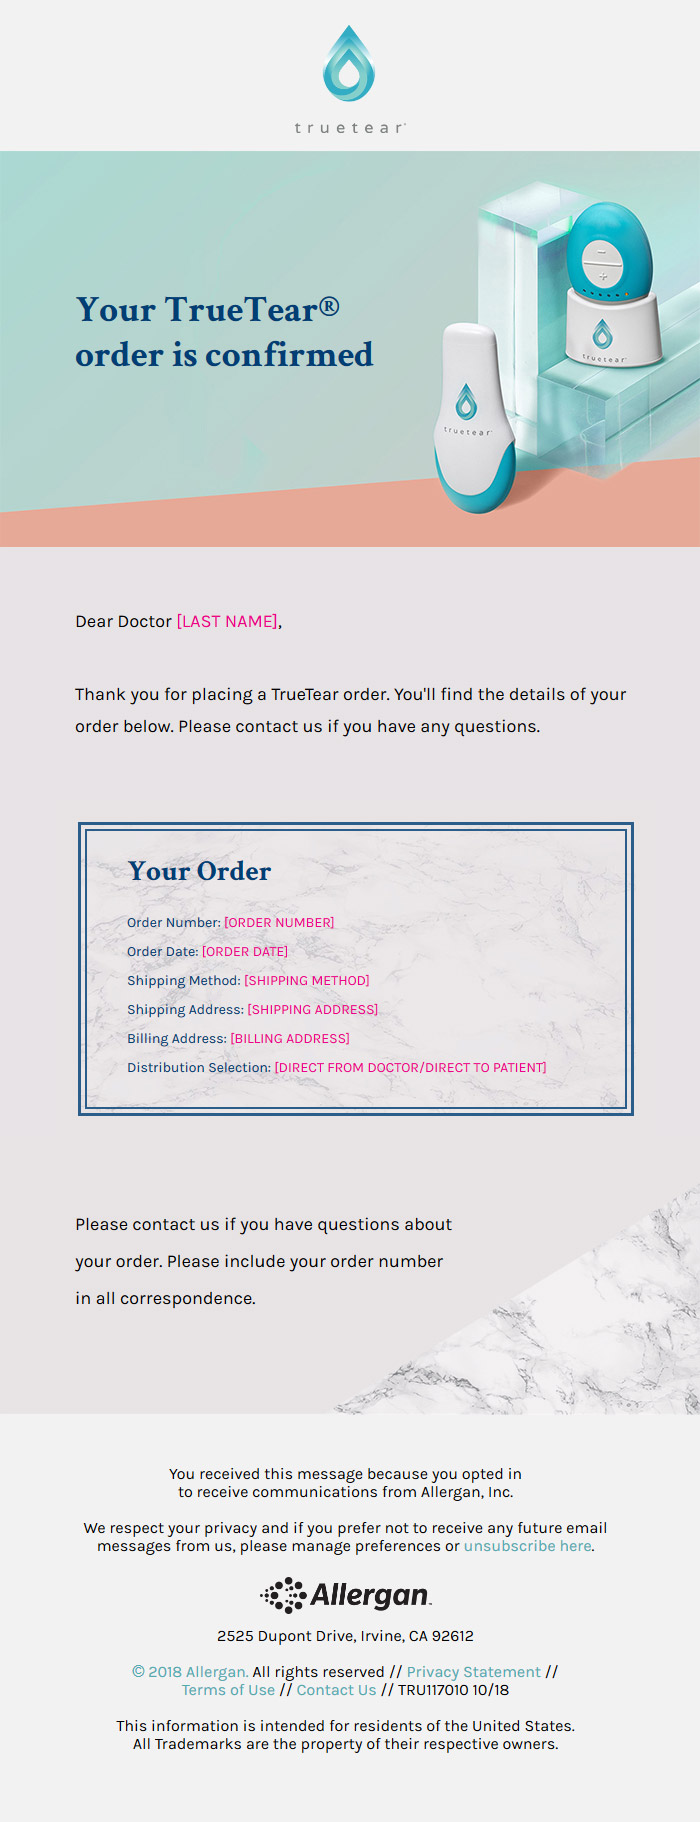 truetear
Your TrueTear®
order is confirmed
truetear
truetear
Dear Doctor [LAST NAME],
Thank you for placing a TrueTear order. You'll find the details of your
order below. Please contact us if you have any questions.
Your Order
Order Number: [ORDER NUMBER]
Order Date: [ORDER DATE]
Shipping Method: [SHIPPING METHOD]
Shipping Address: [SHIPPING ADDRESS]
Billing Address: [BILLING ADDRESS]
Distribution Selection: [DIRECT FROM DOCTOR/DIRECT TO PATIENT]
Please contact us if you have questions about
your order. Please include your order number
in all correspondence.
You received this message because you opted in
to receive communications from Allergan, Inc.
We respect your privacy and if you prefer not to receive any future email
messages from us, please manage preferences or unsubscribe here.
Allergan
2525 Dupont Drive, Irvine, CA 92612
© 2018 Allergan. All rights reserved // Privacy Statement //
Terms of Use // Contact Us // TRU117010 10/18
This information is intended for residents of the United States.
All Trademarks are the property of their respective owners.